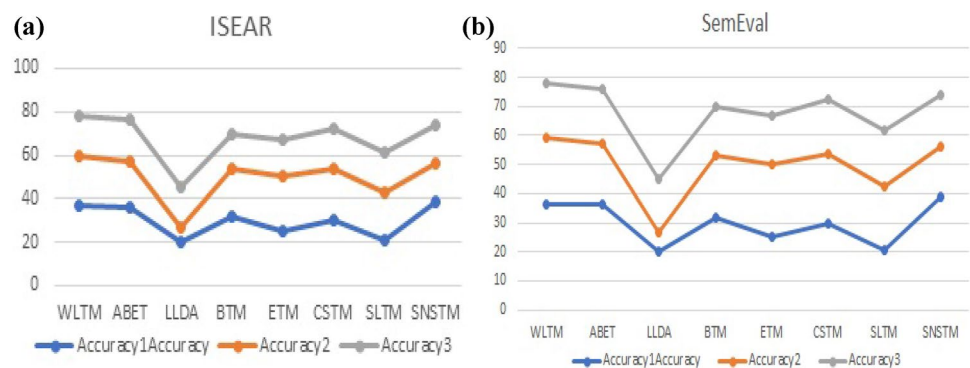 (a)
ISEAR
100
80
60
40
20
0
WLTM ABET LLDA BTM ETM CSTM SLTM SNSTM
Accuracy1Accuracy Accuracy2 Accuracy3
(b)
SemEval
90
80
70
60
50
40
30
20
10
0
WLTM ABET LLDA BTM ETM CSTM SLTM SNSTM
Accuracy1Accuracy Accuracy2 Accuracy3